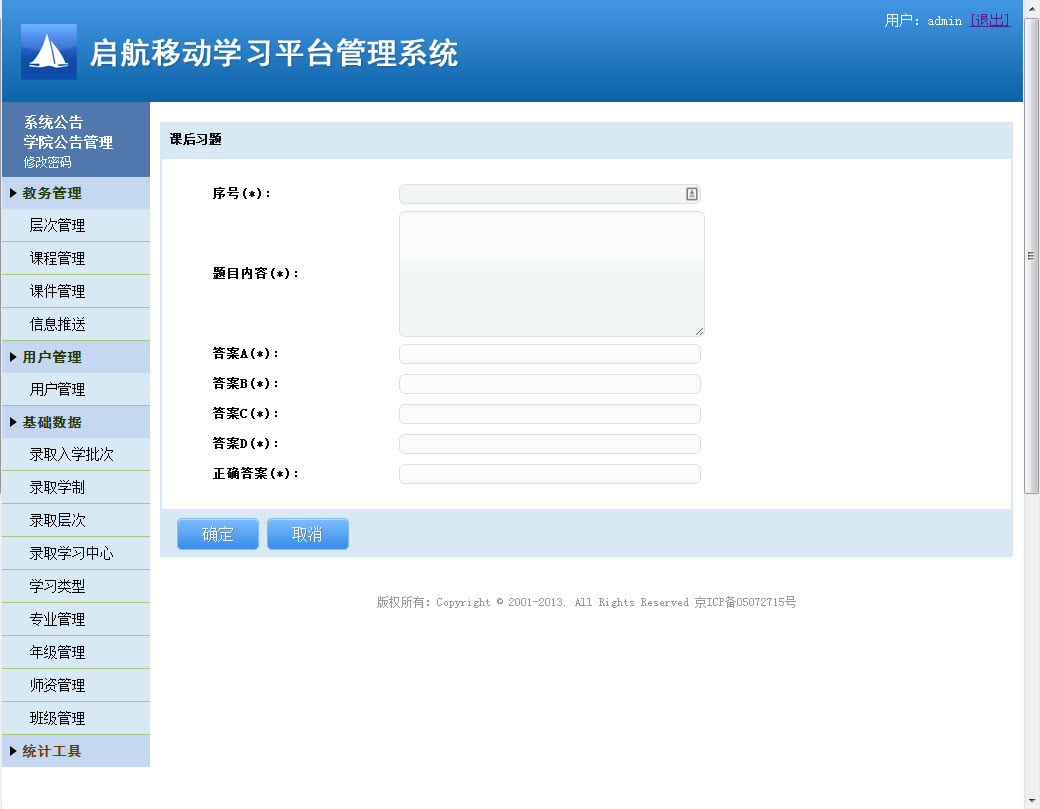 用户：admin [退出]
启航移动学习平台管理系统
系统公告
学院公告管理
修改密码
教务管理
层次管理
课程管理
课件管理
信息推送
用户管理
用户管理
基础数据
录取入学批次
录取学制
录取层次
录取学习中心
学习类型
专业管理
年级管理
师资管理
班级管理
统计工具
课后习题
序号(*)：
题目内容(*)：
答案A(*)：
答案B(*)：
答案C(*)：
答案D(*)：
正确答案(*)：
确定 取消
版权所有：Copyright © 2001-2013. All Rights Reserved 京ICP备05072715号